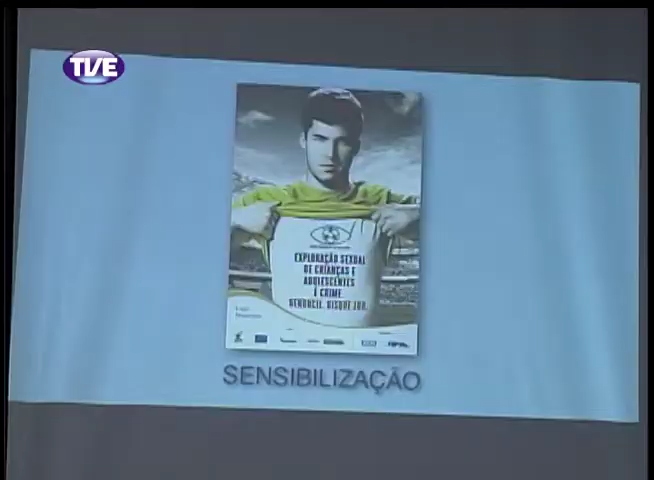 TVE
EXPLORAÇÃO SEXUAL
DE CRIANÇAS E
ADOLESCENTES
É CRIME.
DENUNCIE. DISQUE 100.
SENSIBILIZAÇÃO